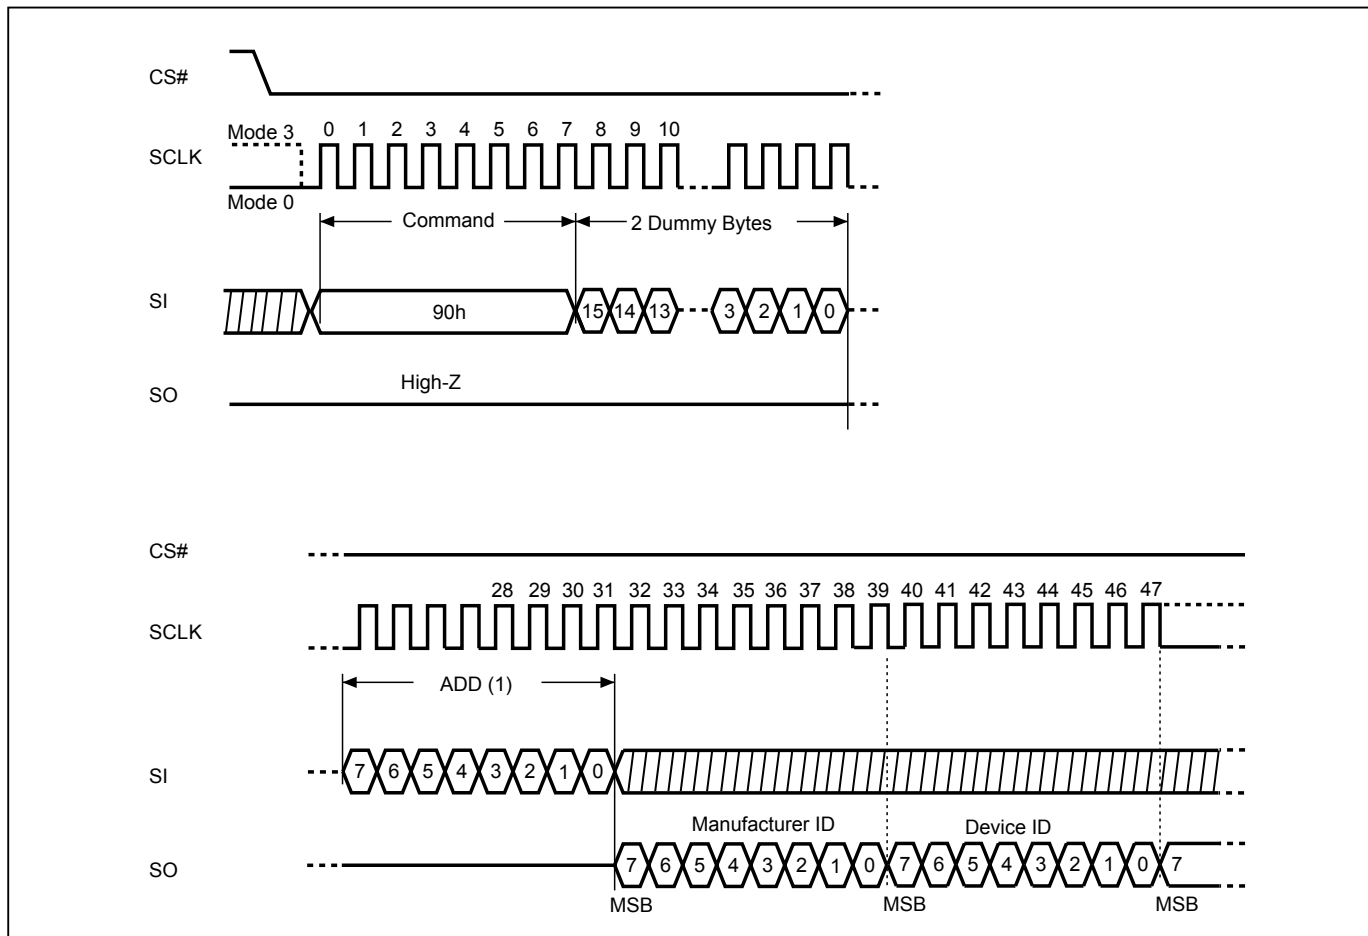 CS#
Mode 3 0 1 2 3 4 5 6 7 8 9 10
SCLK
Mode 0
Command 2 Dummy Bytes
SI 90h 15 14 13 3 2 1 0
High-Z
SO
CS#
28 29 30 31 32 33 34 35 36 37 38 39 40 41 42 43 44 45 46 47
SCLK
ADD (1)
SI 7 6 5 4 3 2 1 0
Manufacturer ID Device ID
SO 7 6 5 4 3 2 1 0 7 6 5 4 3 2 1 0 7
MSB MSB MSB